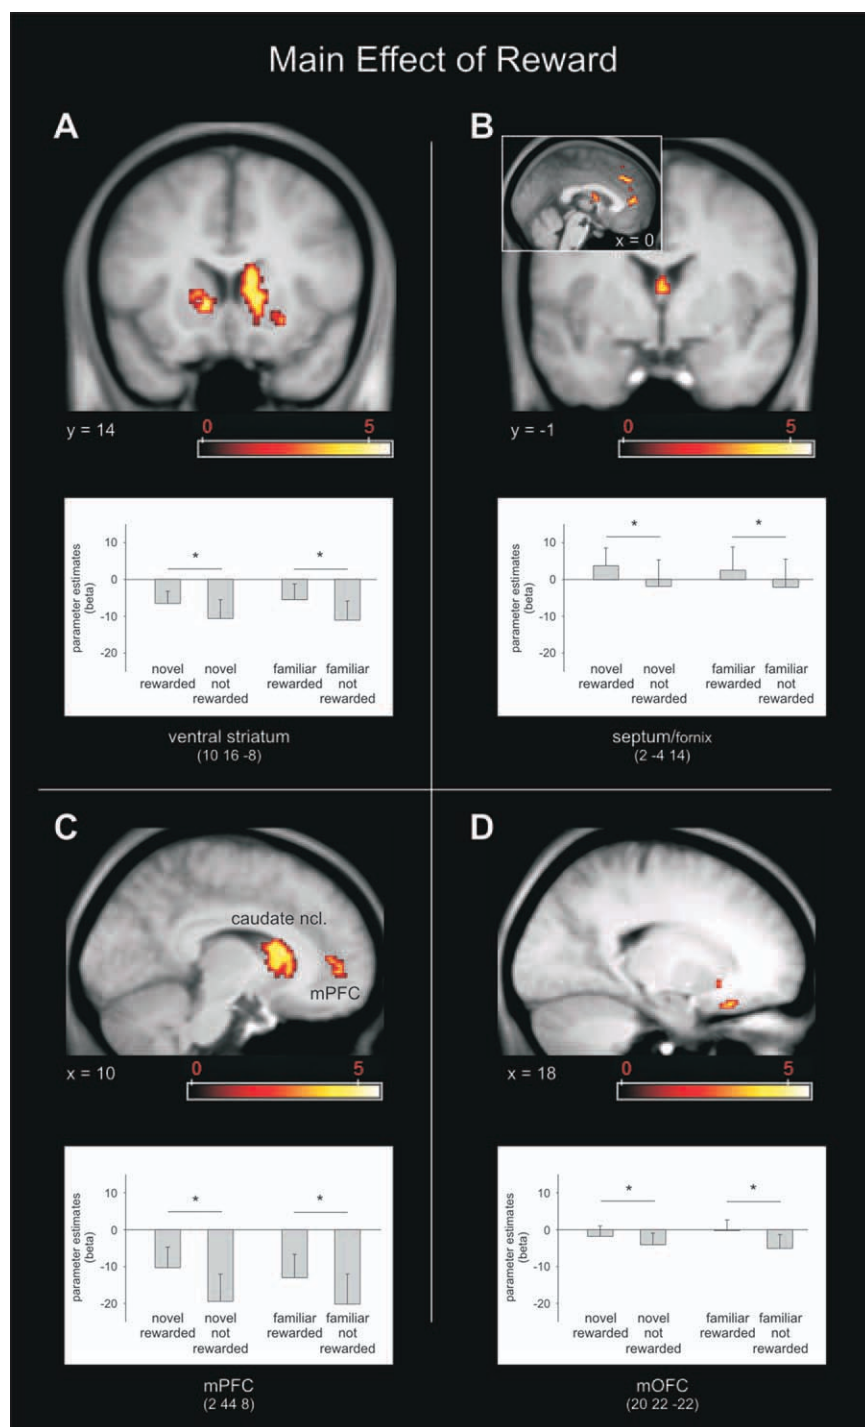 Main Effect of Reward
A
B
x = 0
y = 14
0
5
y = -1
0
5
parameter estimates
(beta)
10
0
-10
-20
*
*
novel
rewarded
novel
not
rewarded
familiar
rewarded
familiar
not
rewarded
ventral striatum
(10 16 -8)
parameter estimates
(beta)
10
0
-10
-20
*
*
novel
rewarded
novel
not
rewarded
familiar
rewarded
familiar
not
rewarded
septum/fornix
(2 -4 14)
C
caudate ncl.
mPFC
x = 10
0
5
D
x = 18
0
5
parameter estimates
(beta)
10
0
-10
-20
*
*
novel
rewarded
novel
not
rewarded
familiar
rewarded
familiar
not
rewarded
mPFC
(2 44 8)
parameter estimates
(beta)
10
0
-10
-20
*
*
novel
rewarded
novel
not
rewarded
familiar
rewarded
familiar
not
rewarded
mOFC
(20 22 -22)